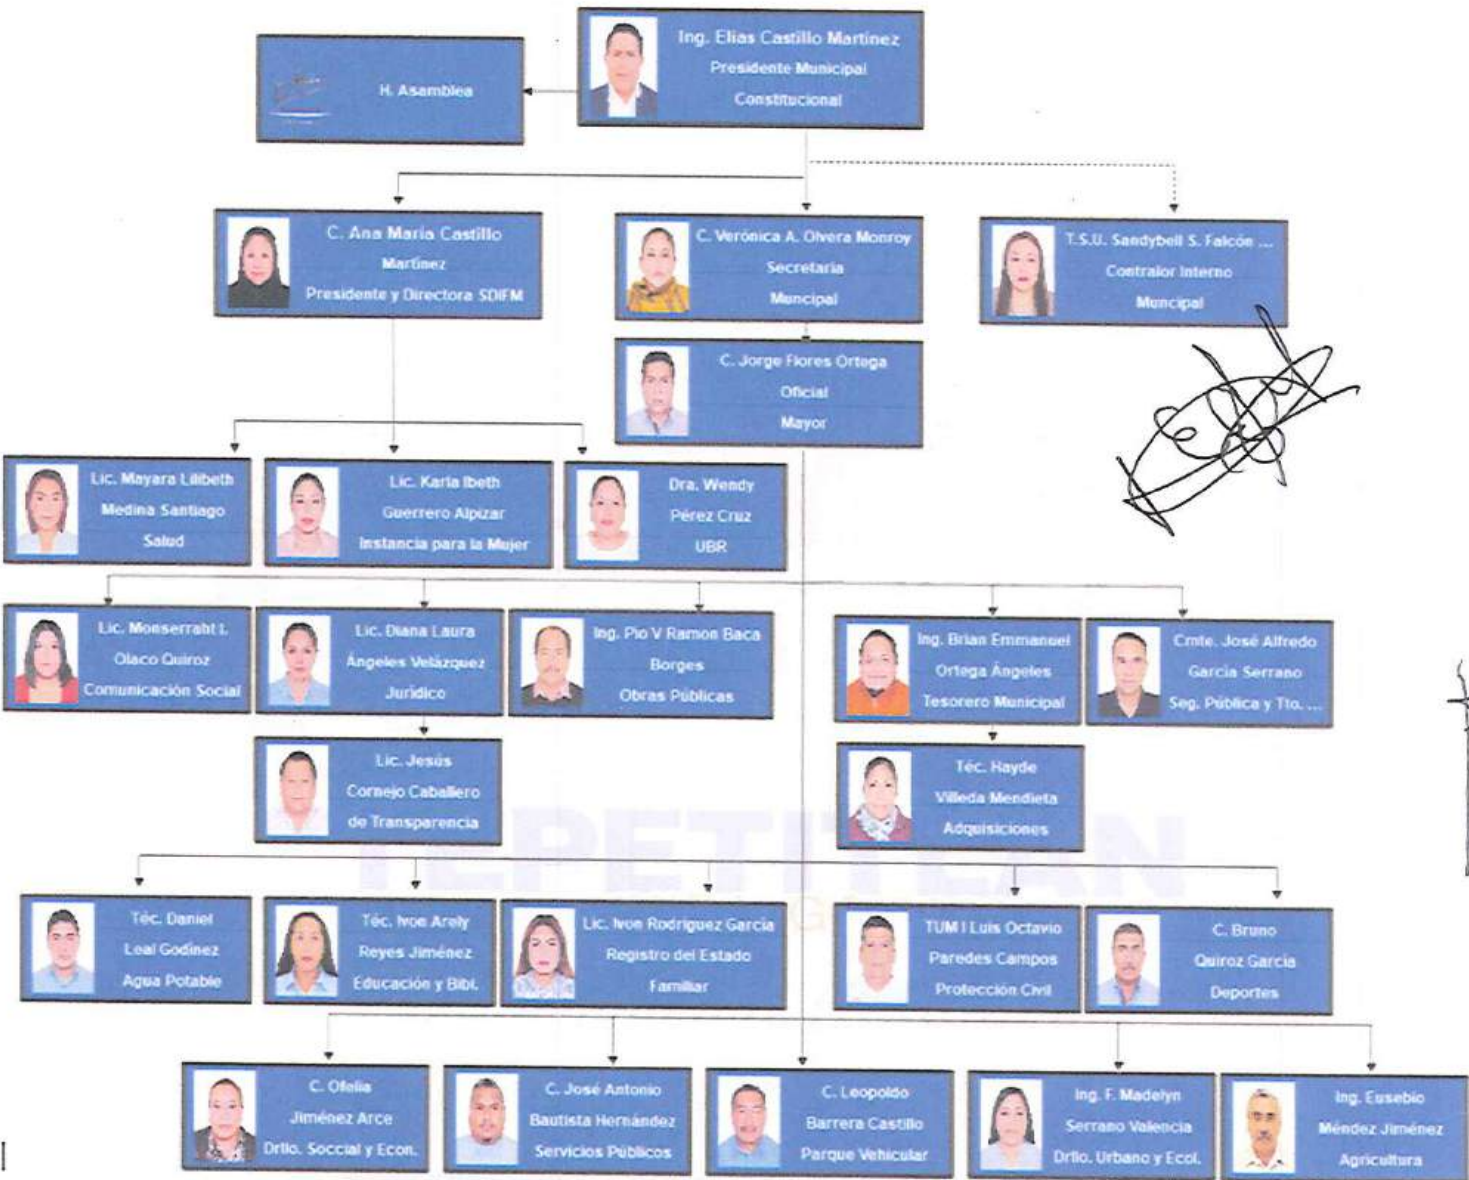 Ing. Elias Castillo Martinez
Presidente Municipal
Constitucional
H. Asamblea
C. Ana Maria Castillo
Martínez
Presidente y Directora SDIFM
C. Verónica A. Olvera Monroy
Secretaria
Muncipal
T.S.U. Sandybell S. Falcón ...
Contralor Interno
Muncipal
C. Jorge Flores Ortega
Oficial
Mayor
Lic. Mayara Lilibeth
Medina Santiago
Salud
Lic. Karla Ibeth
Guerrero Alpizar
Instancia para la Mujer
Dra. Wendy
Pérez Cruz
UBR
Lic. Monserraht I.
Olaco Quiroz
Comunicación Social
Lic. Diana Laura
Ángeles Velázquez
Jurídico
Ing. Pio V Ramon Baca
Borges
Obras Públicas
Ing. Brian Emmanuel
Ortega Ángeles
Tesorero Municipal
Cmte. José Alfredo
García Serrano
Seg. Pública y Tto. ...
Lic. Jesús
Cornejo Caballero
de Transparencia
Téc. Hayde
Villeda Mendieta
Adquisiciones
TEPETITLAN
Téc. Daniel
Leal Godínez
Agua Potable
Téc. Ivon Arely
Reyes Jiménez
Educación y Bibl.
Lic. Ivon Rodríguez García
Registro del Estado
Familiar
TUM I Luis Octavio
Paredes Campos
Protección Civil
C. Bruno
Quiroz García
Deportes
C. Ofelia
Jiménez Arce
Drllo. Soccial y Econ.
C. José Antonio
Bautista Hernández
Servicios Públicos
C. Leopoldo
Barrera Castillo
Parque Vehicular
Ing. F. Madelyn
Serrano Valencia
Drllo. Urbano y Ecol.
Ing. Eusebio
Méndez Jiménez
Agricultura